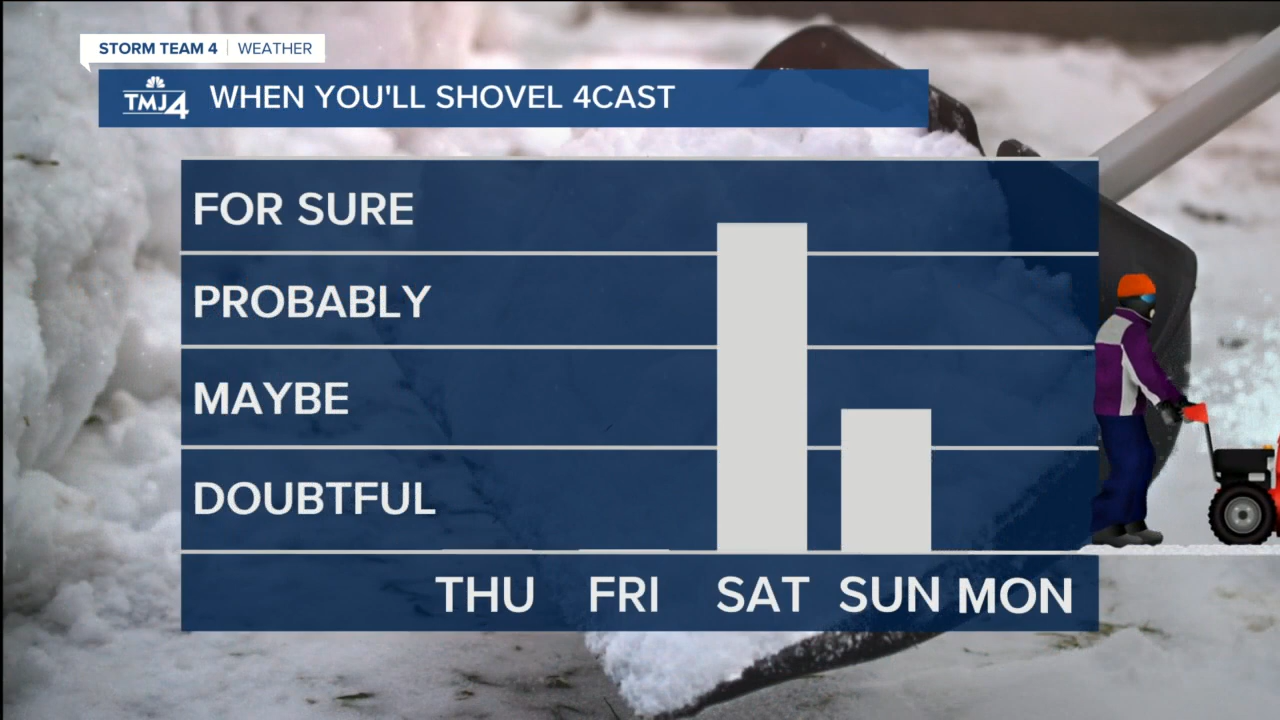 STORM TEAM 4 | WEATHER
TMJ4 WHEN YOU'LL SHOVEL 4CAST
FOR SURE
PROBABLY
MAYBE
DOUBTFUL
THU FRI SAT SUN MON